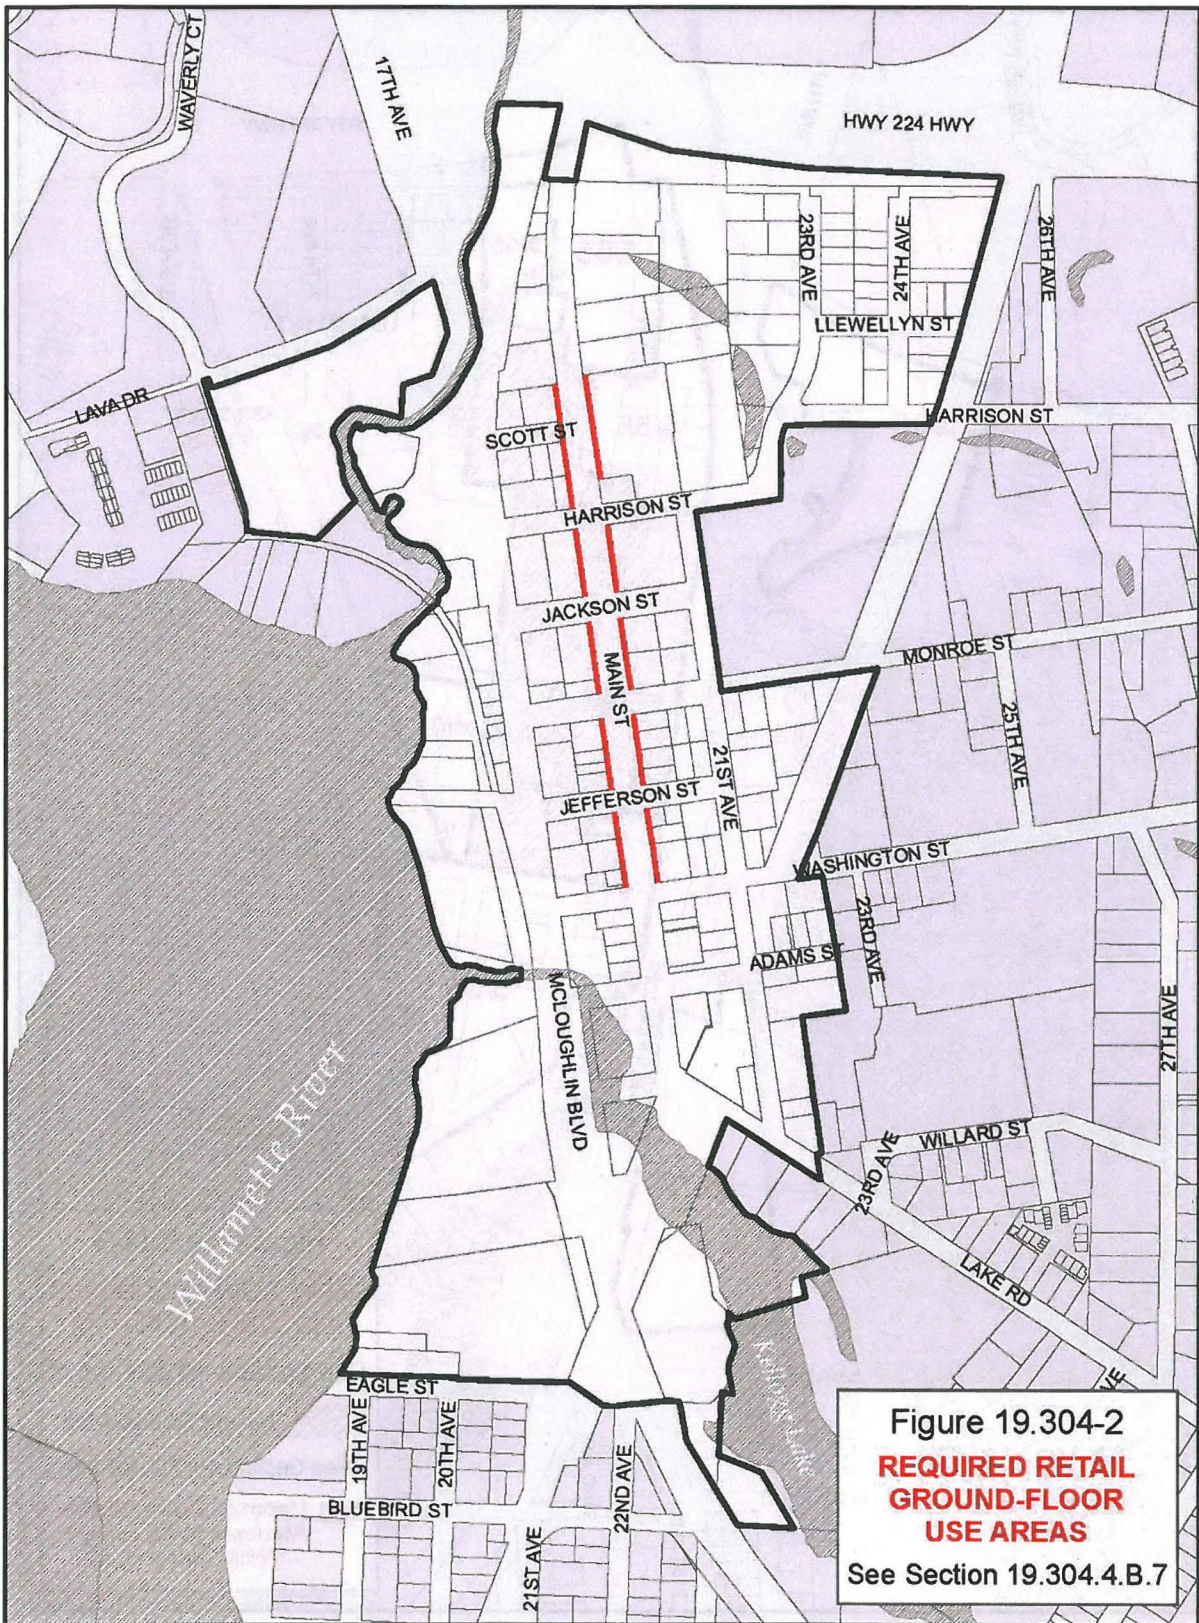 WAVERLY CT
17TH AVE
HWY 224 HWY
23RD AVE
24TH AVE
26TH AVE
LLEWELLYN ST
LAVA DR
HARRISON ST
SCOTT ST
HARRISON ST
JACKSON ST
MAIN ST
MONROE ST
25TH AVE
21ST AVE
JEFFERSON ST
WASHINGTON ST
23RD AVE
ADAMS ST
MCLOUGHLIN BLVD
27TH AVE
Willamette River
WILLARD ST
23RD AVE
LAKE RD
Kellogg Lake
VE
EAGLE ST
19TH AVE
20TH AVE
22ND AVE
BLUEBIRD ST
21ST AVE
Figure 19.304-2
REQUIRED RETAIL
GROUND-FLOOR
USE AREAS
See Section 19.304.4.B.7